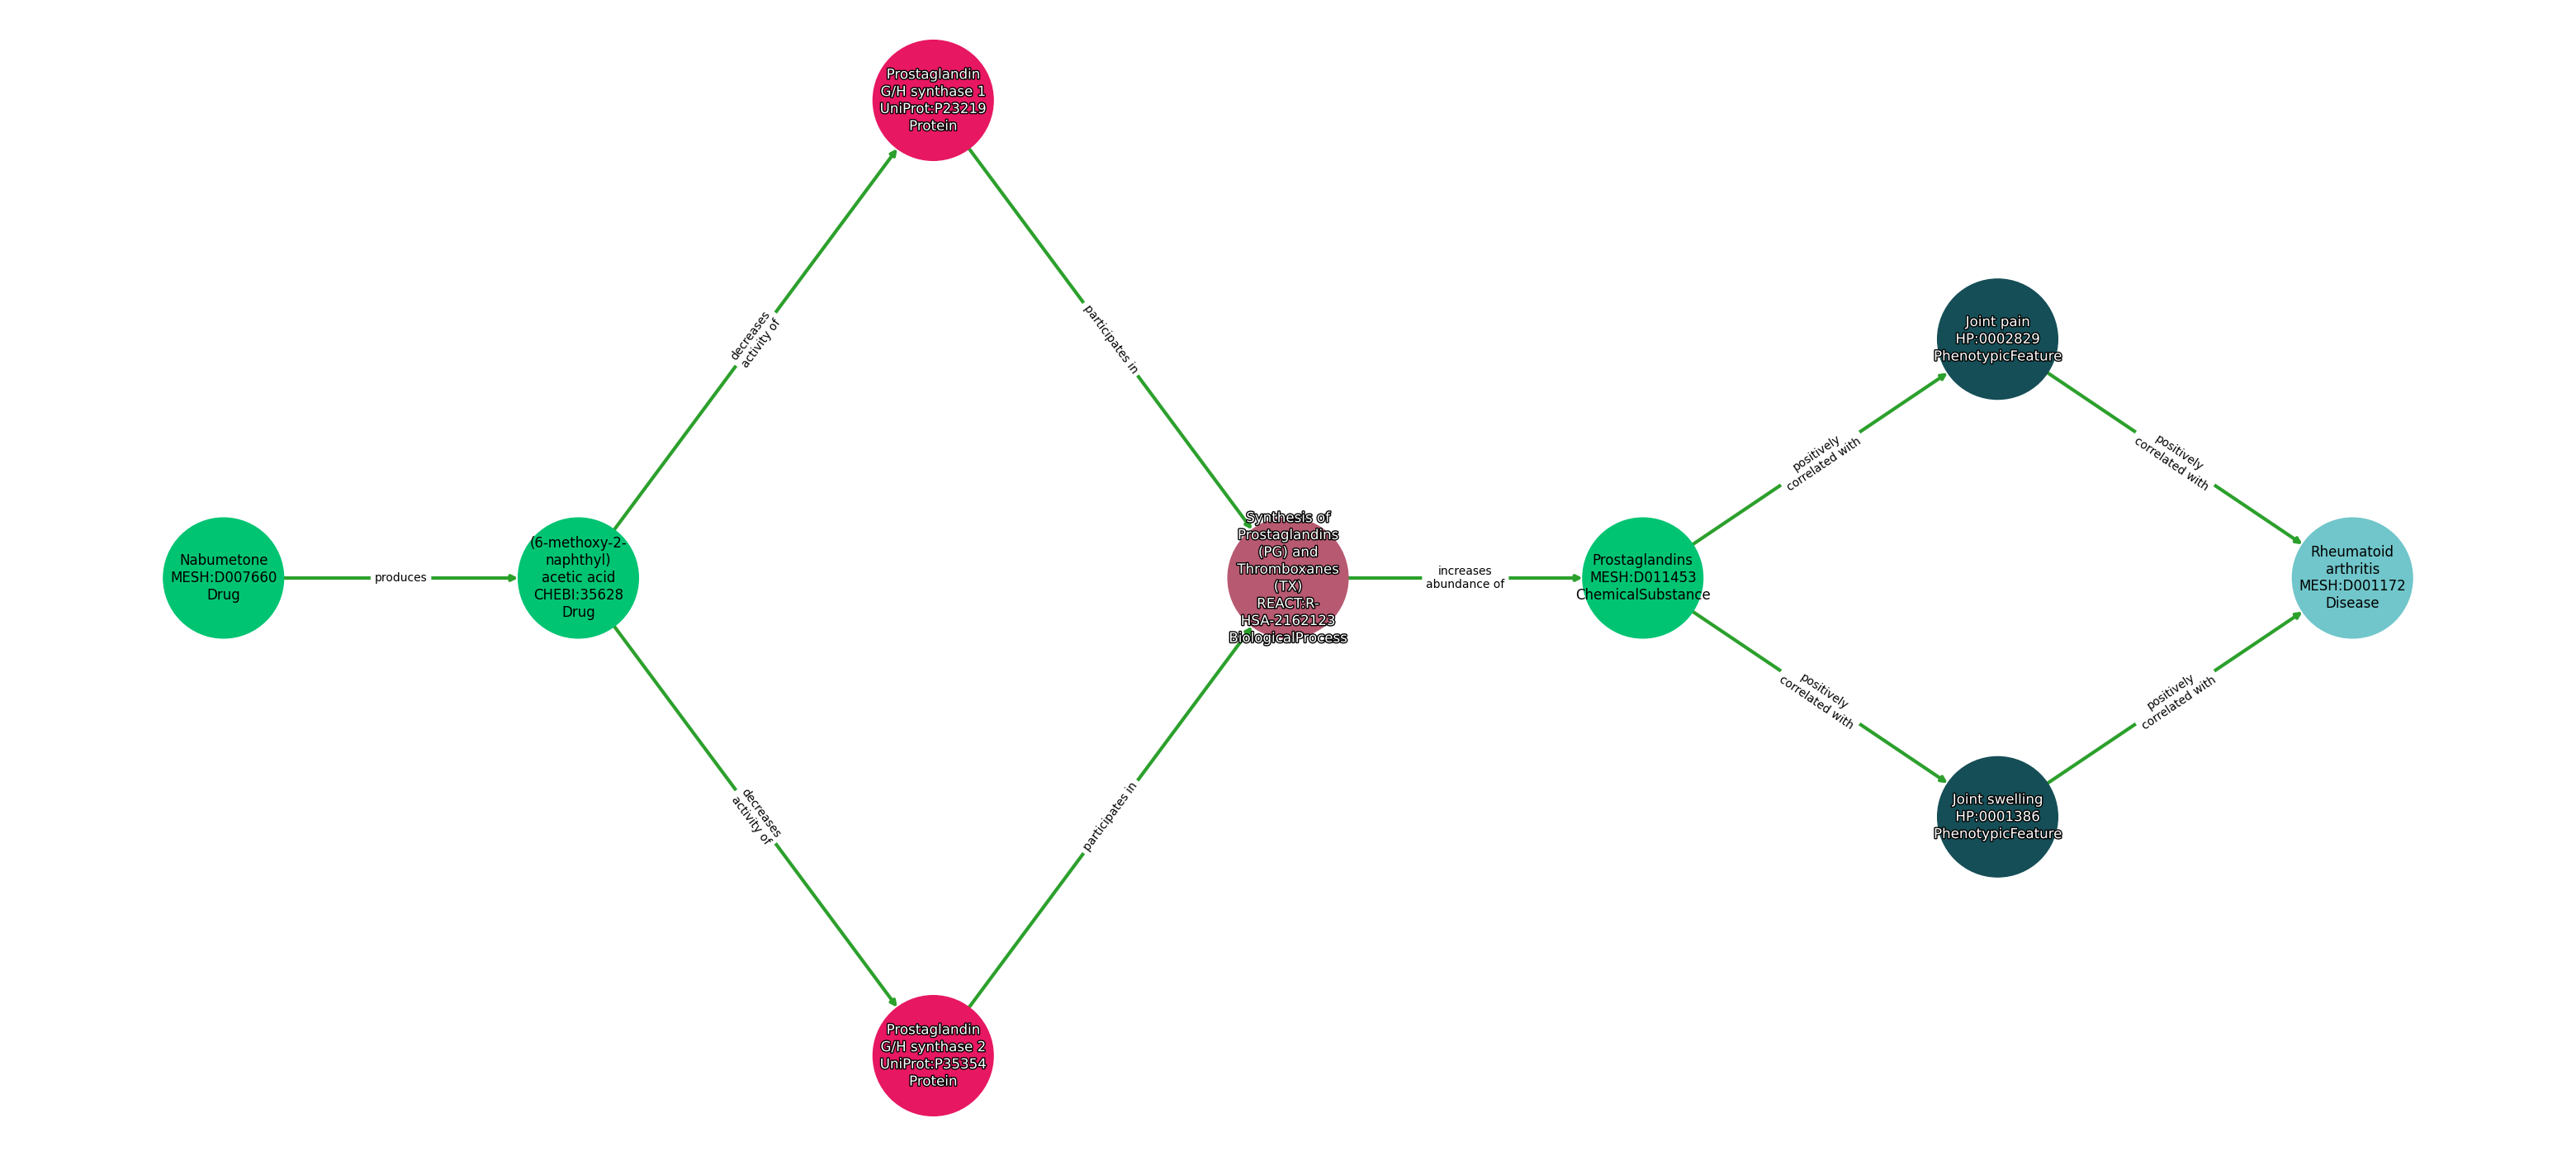 Prostaglandin
G/H synthase 1
UniProt:P23219
Protein
decreases
activity of
participates in
Joint pain
HP:0002829
PhenotypicFeature
positively
correlated with
positively
correlated with
Nabumetone
MESH:D007660
Drug
produces
(6-methoxy-2-
naphthyl)
acetic acid
CHEBI:35628
Drug
Synthesis of
Prostaglandins
(PG) and
Thromboxanes
(TX)
REACT:R-
HSA-2162123
BiologicalProcess
increases
abundance of
Prostaglandins
MESH:D011453
ChemicalSubstance
Rheumatoid
arthritis
MESH:D001172
Disease
positively
correlated with
positively
correlated with
decreases
activity of
participates in
Joint swelling
HP:0001386
PhenotypicFeature
Prostaglandin
G/H synthase 2
UniProt:P35354
Protein